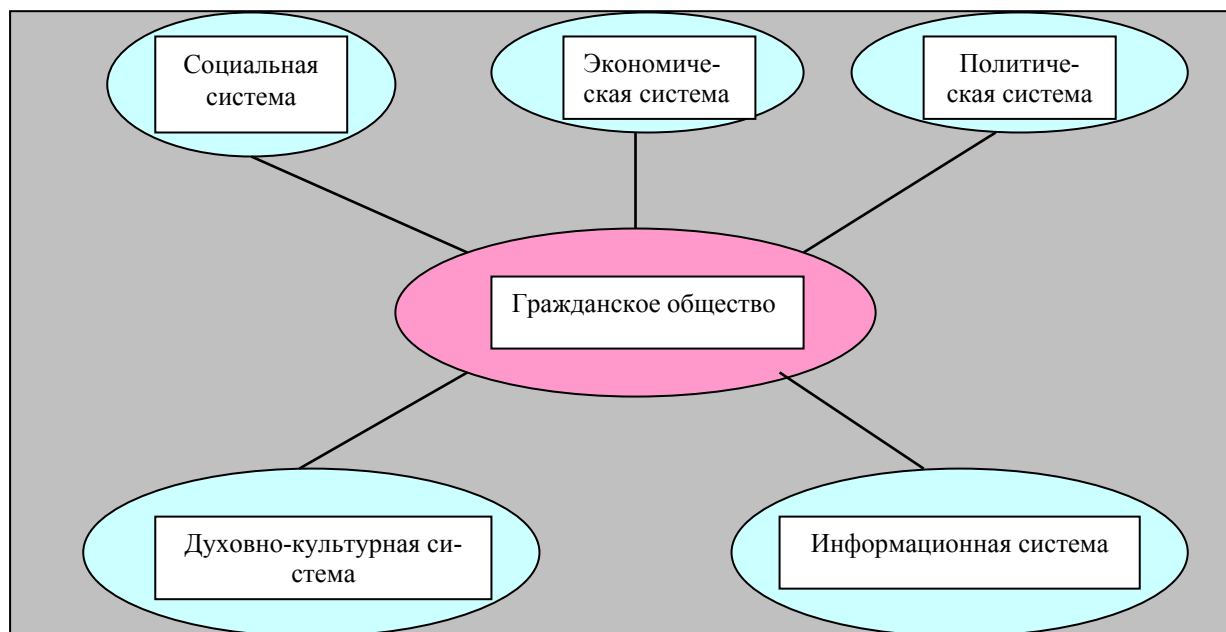 Социальная
система
Экономиче-
ская система
Политиче-
ская система
Гражданское общество
Духовно-культурная си-
стема
Информационная система